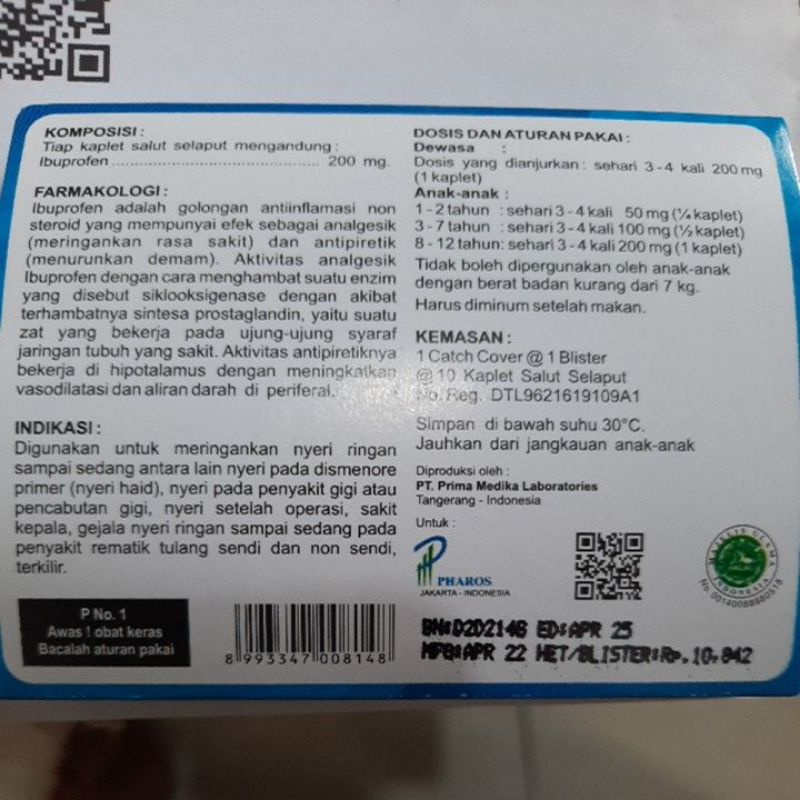 KOMPOSISI :
Tiap kaplet salut selaput mengandung :
Ibuprofen ........................................ 200 mg.
FARMAKOLOGI :
Ibuprofen adalah golongan antiinflamasi non
steroid yang mempunyai efek sebagai analgesik
(meringankan rasa sakit) dan antipiretik
(menurunkan demam). Aktivitas analgesik
Ibuprofen dengan cara menghambat suatu enzim
yang disebut siklooksigenase dengan akibat
terhambatnya sintesa prostaglandin, yaitu suatu
zat yang bekerja pada ujung-ujung syaraf
jaringan tubuh yang sakit. Aktivitas antipiretiknya
bekerja di hipotalamus dengan meningkatkan
vasodilatasi dan aliran darah di periferal.
INDIKASI :
Digunakan untuk meringankan nyeri ringan
sampai sedang antara lain nyeri pada dismenore
primer (nyeri haid), nyeri pada penyakit gigi atau
pencabutan gigi, nyeri setelah operasi, sakit
kepala, gejala nyeri ringan sampai sedang pada
penyakit rematik tulang sendi dan non sendi,
terkilir.
P No. 1
Awas ! obat keras
Bacalah aturan pakai
8 993347 008148
DOSIS DAN ATURAN PAKAI :
Dewasa :
Dosis yang dianjurkan : sehari 3 - 4 kali 200 mg
(1 kaplet)
Anak-anak :
1 - 2 tahun : sehari 3 - 4 kali 50 mg (¼ kaplet)
3 - 7 tahun : sehari 3 - 4 kali 100 mg (½ kaplet)
8 - 12 tahun: sehari 3 - 4 kali 200 mg (1 kaplet)
Tidak boleh dipergunakan oleh anak-anak
dengan berat badan kurang dari 7 kg.
Harus diminum setelah makan.
KEMASAN :
1 Catch Cover @ 1 Blister
@ 10 Kaplet Salut Selaput
No. Reg. DTL9621619109A1
Simpan di bawah suhu 30°C.
Jauhkan dari jangkauan anak-anak
Diproduksi oleh :
PT. Prima Medika Laboratories
Tangerang - Indonesia
Untuk :
PHAROS
JAKARTA - INDONESIA
MAJELIS ULAMA INDONESIA
HALAL
No 00140088880518
BN:D2D2146 ED:APR 25
MFG:APR 22 HET/BLISTER:Rp.10.842